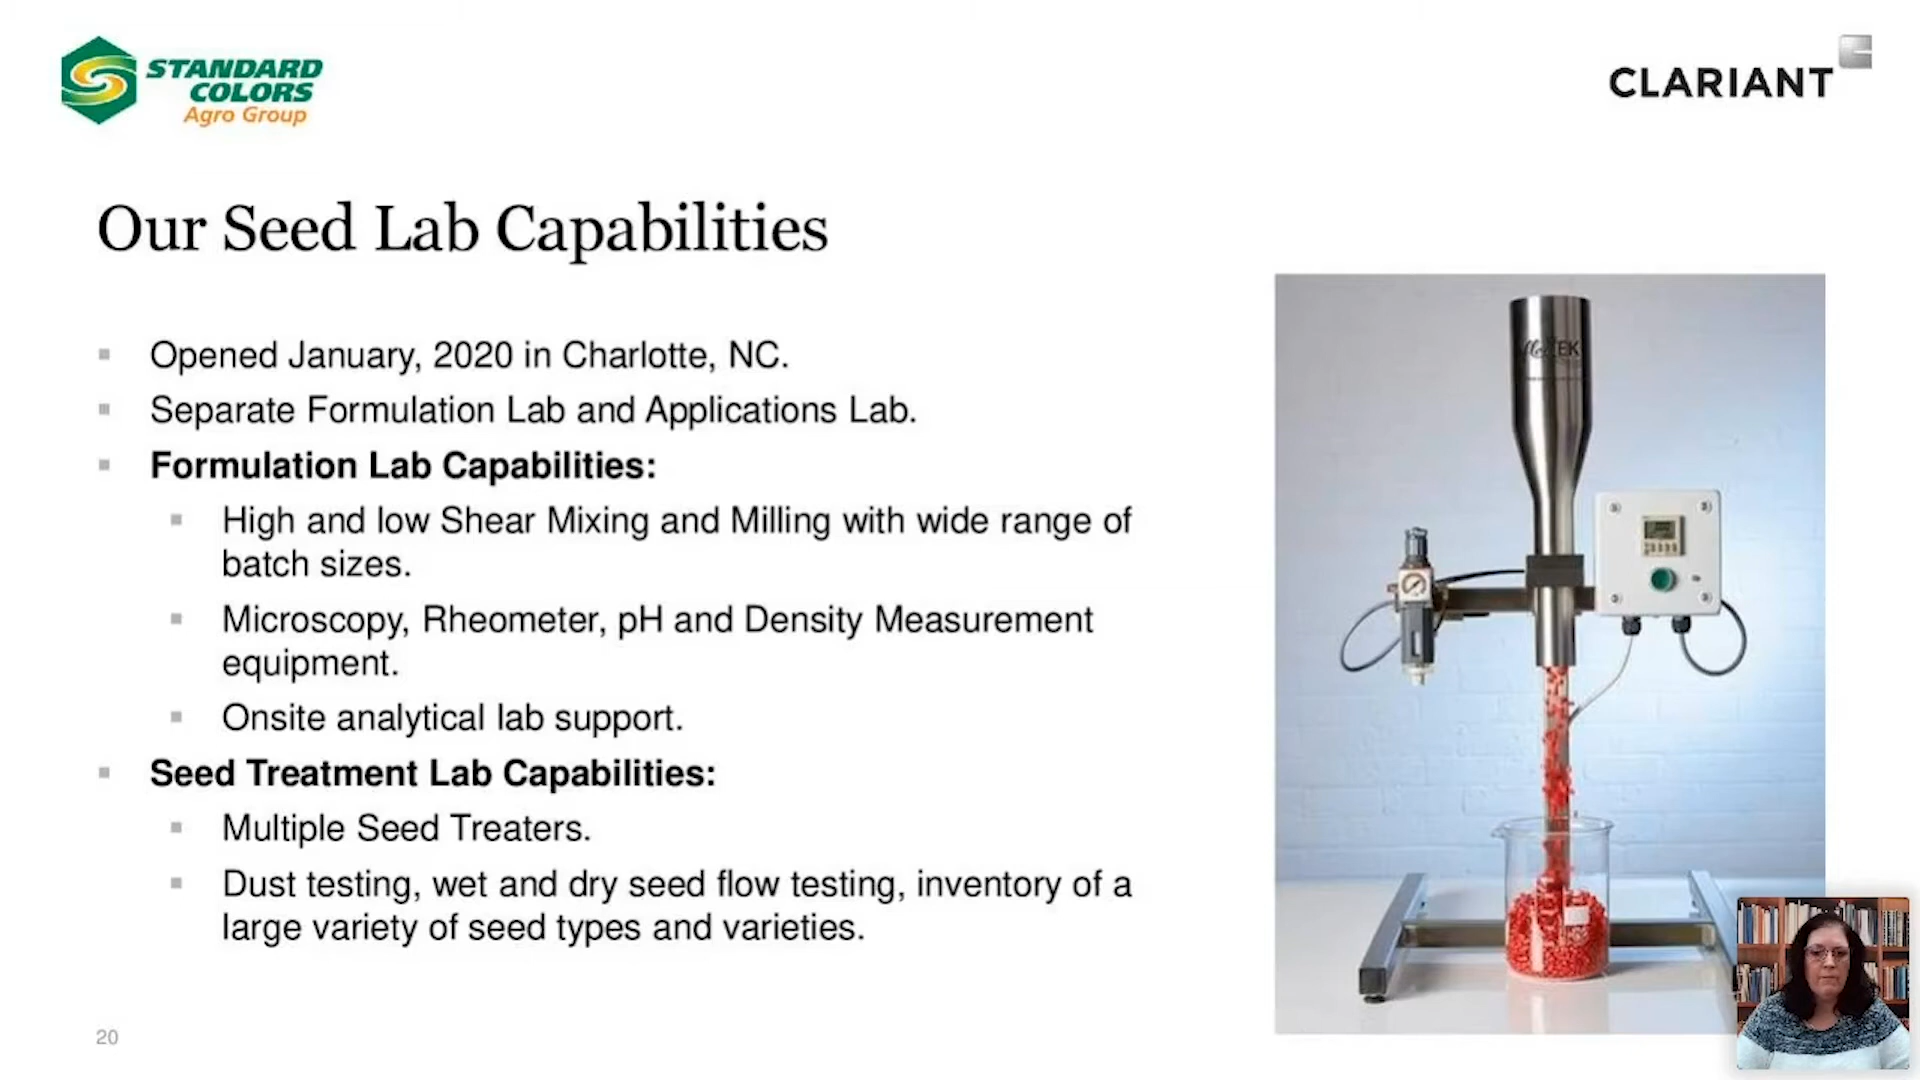 STANDARD
COLORS
Agro Group
CLARIANT
Our Seed Lab Capabilities
Opened January, 2020 in Charlotte, NC.
Separate Formulation Lab and Applications Lab.
Formulation Lab Capabilities:
High and low Shear Mixing and Milling with wide range of
batch sizes.
Microscopy, Rheometer, pH and Density Measurement
equipment.
Onsite analytical lab support.
Seed Treatment Lab Capabilities:
Multiple Seed Treaters.
Dust testing, wet and dry seed flow testing, inventory of a
large variety of seed types and varieties.
20